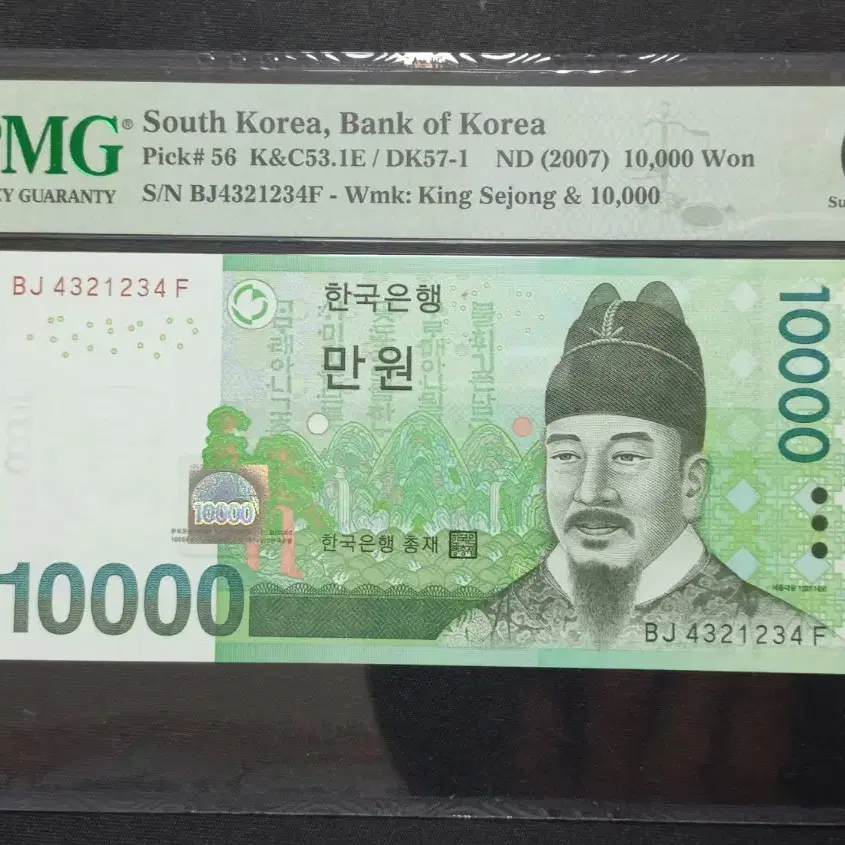 PMG®
South Korea, Bank of Korea
Pick# 56 K&C53.1E / DK57-1 ND (2007) 10,000 Won
GUARANTY
S/N BJ4321234F - Wmk: King Sejong & 10,000
BJ 4321234 F
한국은행
만원
10000
10000
한국은행 총재
10000
BJ 4321234 F